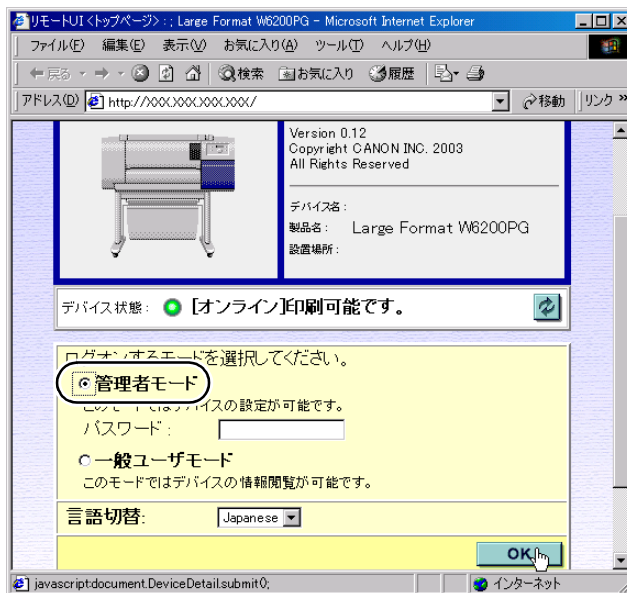 リモートUI <トップページ> : ; Large Format W6200PG - Microsoft Internet Explorer
ファイル(F) 編集(E) 表示(V) お気に入り(A) ツール(T) ヘルプ(H)
戻る 検索 お気に入り 履歴
アドレス(D) http://XXX.XXX.XXX.XXX/ 移動 リンク »
Version 0.12
Copyright CANON INC. 2003
All Rights Reserved
デバイス名 :
製品名 : Large Format W6200PG
設置場所 :
デバイス状態 : [オンライン]印刷可能です。
ログオンするモードを選択してください。
管理者モード
このモードではデバイスの設定が可能です。
パスワード :
一般ユーザモード
このモードではデバイスの情報閲覧が可能です。
言語切替: Japanese
OK
javascript:document.DeviceDetail.submit(); インターネット